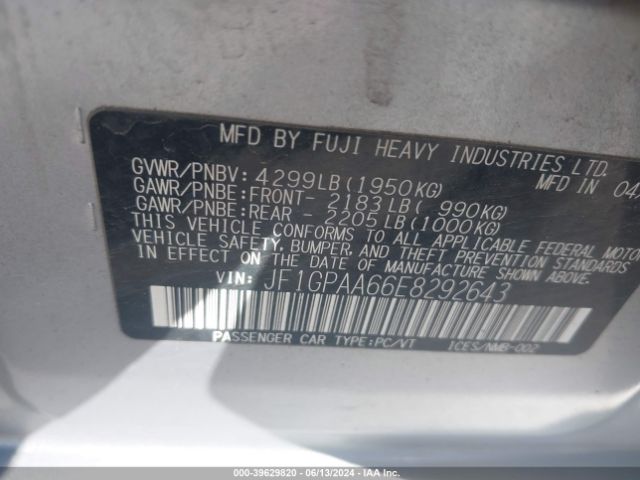 MFD BY FUJI HEAVY INDUSTRIES LTD.
MFD IN 04/
GVWR/PNBV: 4299LB(1950KG)
GAWR/PNBE:FRONT- 2183LB( 990KG)
GAWR/PNBE:REAR - 2205LB(1000KG)
THIS VEHICLE CONFORMS TO ALL APPLICABLE FEDERAL MOTOR
VEHICLE SAFETY, BUMPER, AND THEFT PREVENTION STANDARDS
IN EFFECT ON THE DATE OF MANUFACTURE SHOWN ABOVE.
VIN: JF1GPAA66E8292643
PASSENGER CAR TYPE:PC/VT ICES/NMB-002
000-39629820 - 06/13/2024 - IAA Inc.